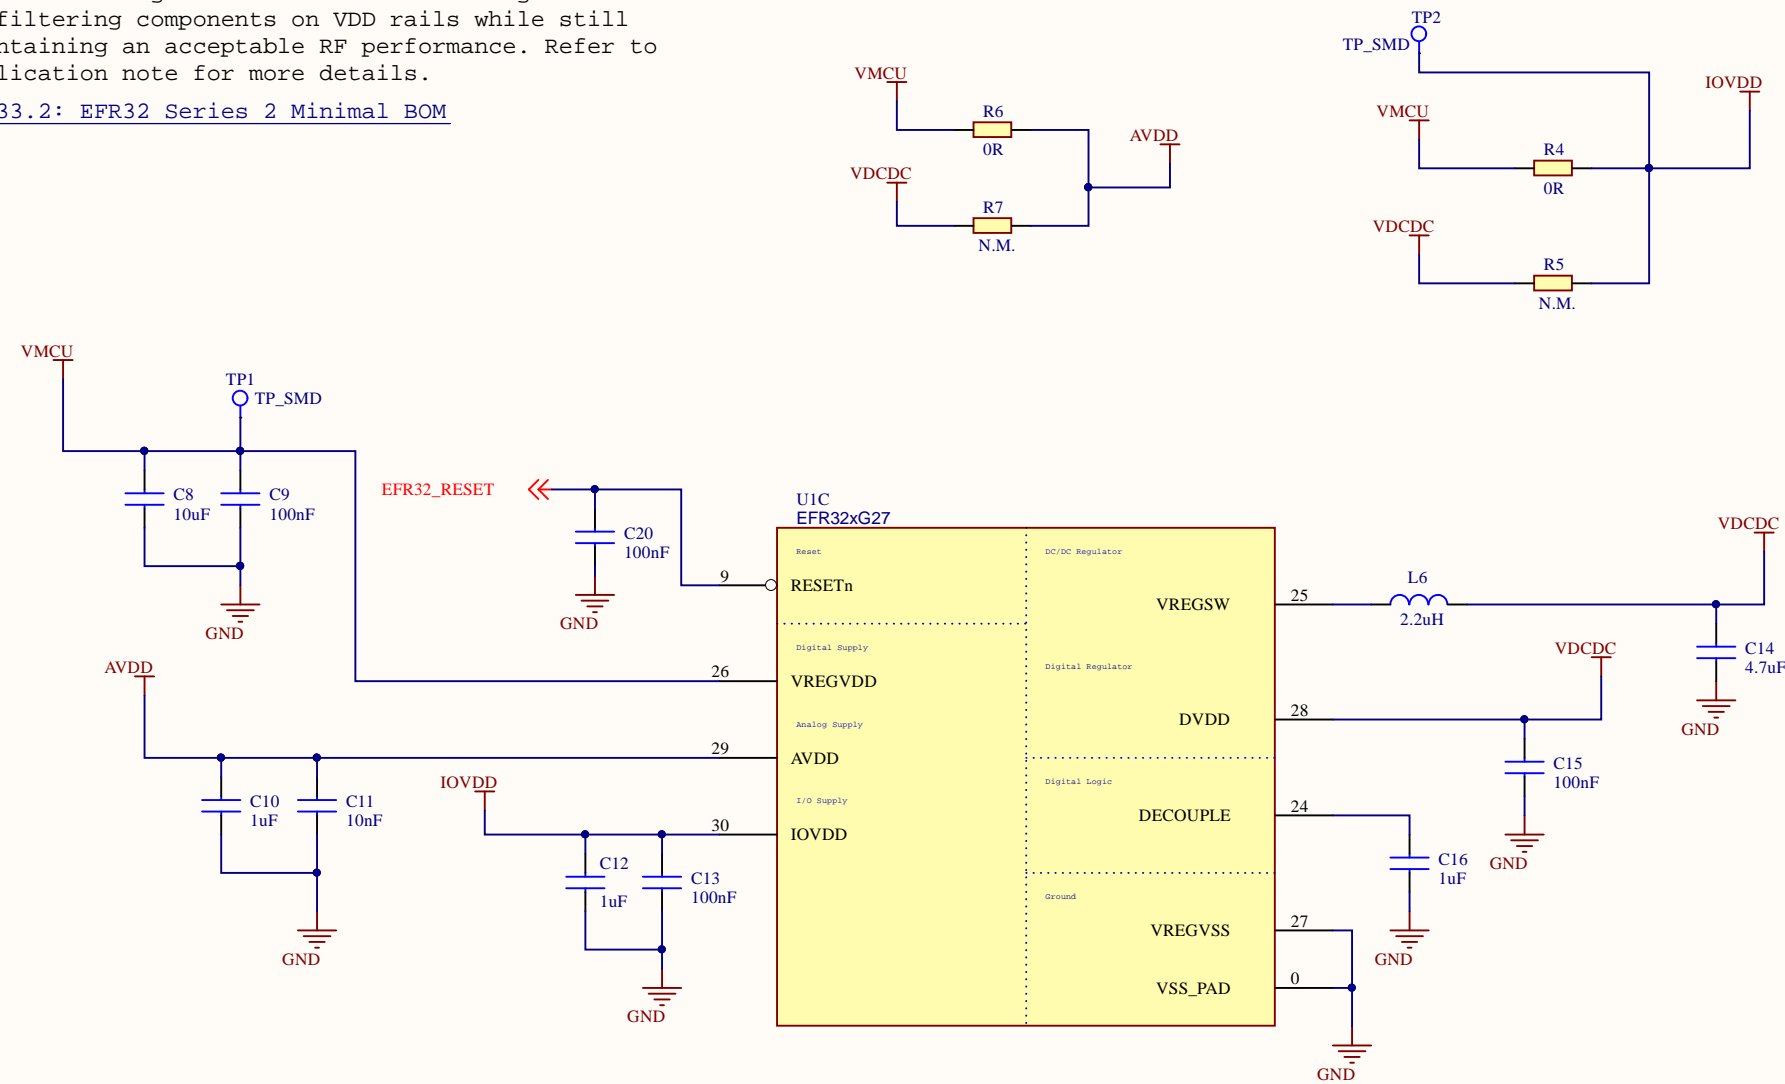 filtering components on VDD rails while still
ntaining an acceptable RF performance. Refer to
lication note for more details.
33.2: EFR32 Series 2 Minimal BOM
VMCU
R6
0R
AVDD
VDCDC
R7
N.M.
TP2
TP_SMD
IOVDD
VMCU
R4
0R
VDCDC
R5
N.M.
VMCU
TP1
TP_SMD
C8
10uF
C9
100nF
GND
EFR32_RESET
C20
100nF
GND
AVDD
C10
1uF
C11
10nF
GND
IOVDD
C12
1uF
C13
100nF
GND
U1C
EFR32xG27
Reset
9
RESETn
Digital Supply
26
VREGVDD
Analog Supply
29
AVDD
I/O Supply
30
IOVDD
DC/DC Regulator
VREGSW
25
Digital Regulator
DVDD
28
Digital Logic
DECOUPLE
24
Ground
VREGVSS
27
VSS_PAD
0
L6
2.2uH
VDCDC
C14
4.7uF
GND
VDCDC
C15
100nF
GND
C16
1uF
GND
GND